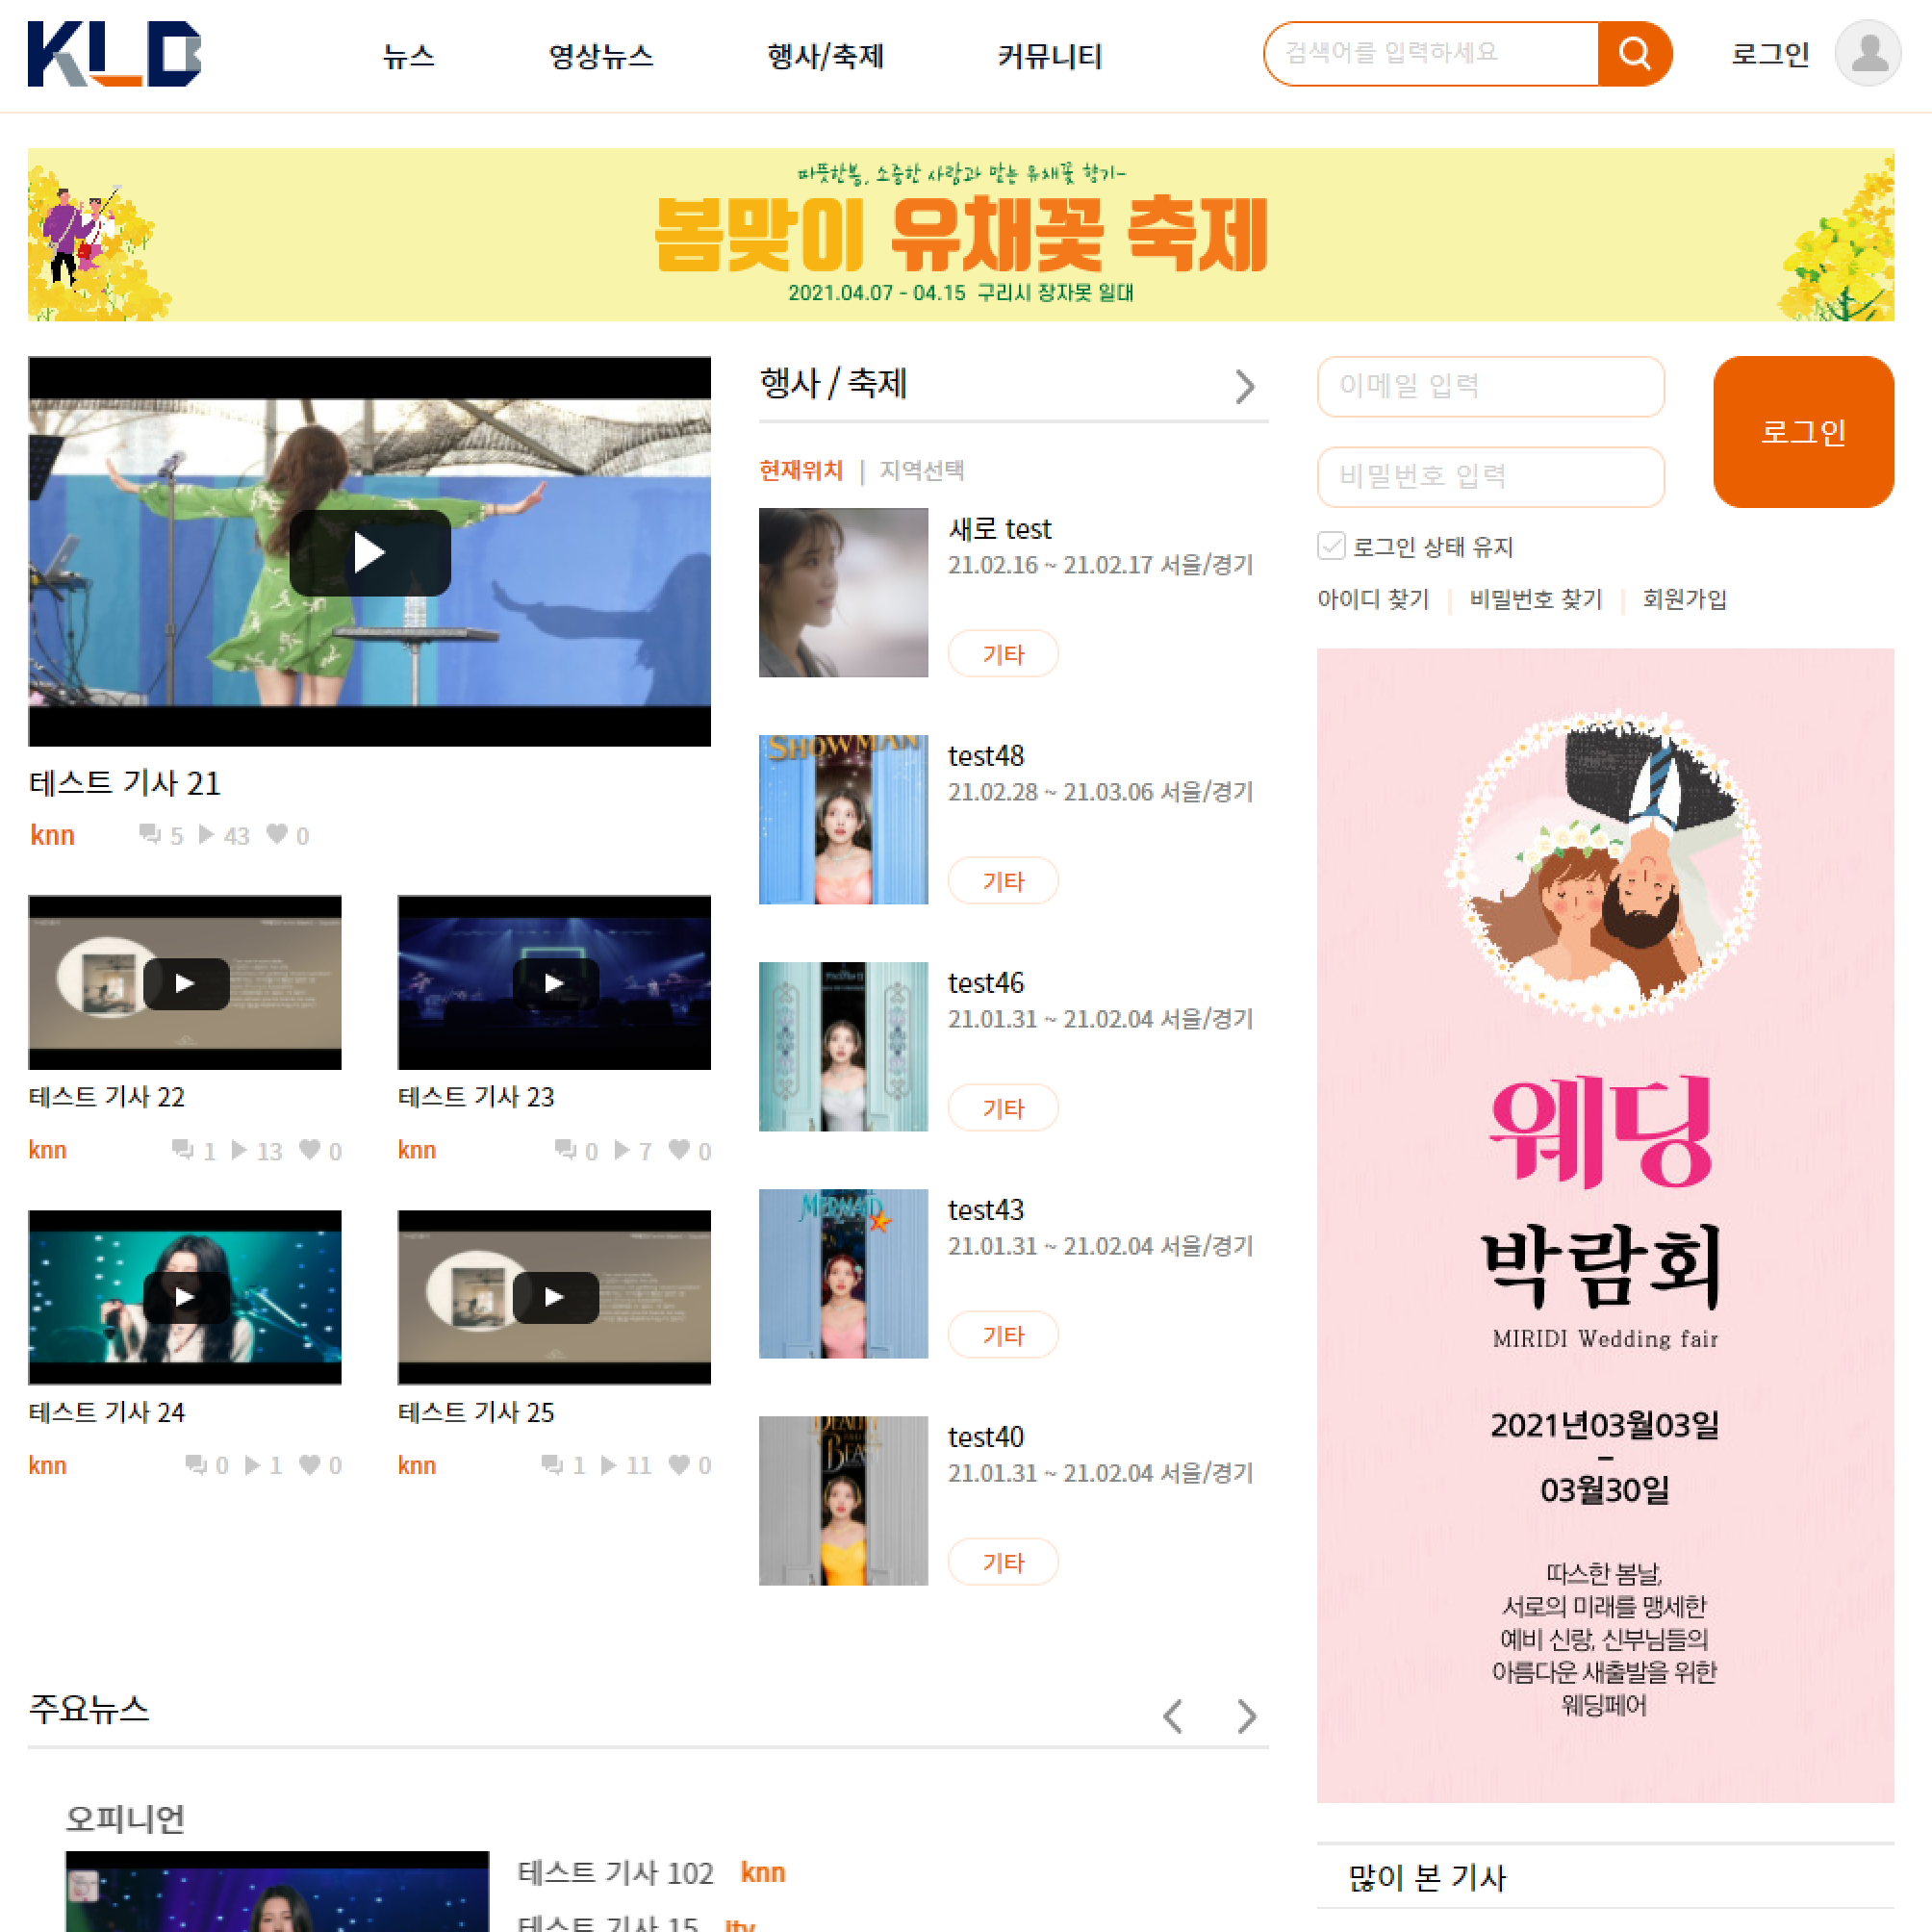 KLB
뉴스
영상뉴스
행사/축제
커뮤니티
검색어를 입력하세요
로그인
따뜻한봄, 소중한 사람과 맡는 유채꽃 향기~
봄맞이 유채꽃 축제
2021.04.07 - 04.15 구리시 장자못 일대
테스트 기사 21
knn 5 43 0
테스트 기사 22
knn 1 13 0
테스트 기사 23
knn 0 7 0
테스트 기사 24
knn 0 1 0
테스트 기사 25
knn 1 11 0
행사 / 축제
현재위치 | 지역선택
새로 test
21.02.16 ~ 21.02.17 서울/경기
기타
SHOWMAN
test48
21.02.28 ~ 21.03.06 서울/경기
기타
test46
21.01.31 ~ 21.02.04 서울/경기
기타
MERMAID
test43
21.01.31 ~ 21.02.04 서울/경기
기타
BEAUTY
BEAST
test40
21.01.31 ~ 21.02.04 서울/경기
기타
이메일 입력
비밀번호 입력
로그인
로그인 상태 유지
아이디 찾기 | 비밀번호 찾기 | 회원가입
웨딩
박람회
MIRIDI Wedding fair
2021년03월03일
–
03월30일
따스한 봄날,
서로의 미래를 맹세한
예비 신랑, 신부님들의
아름다운 새출발을 위한
웨딩페어
주요뉴스
오피니언
테스트 기사 102 knn
테스트 기사 15
많이 본 기사